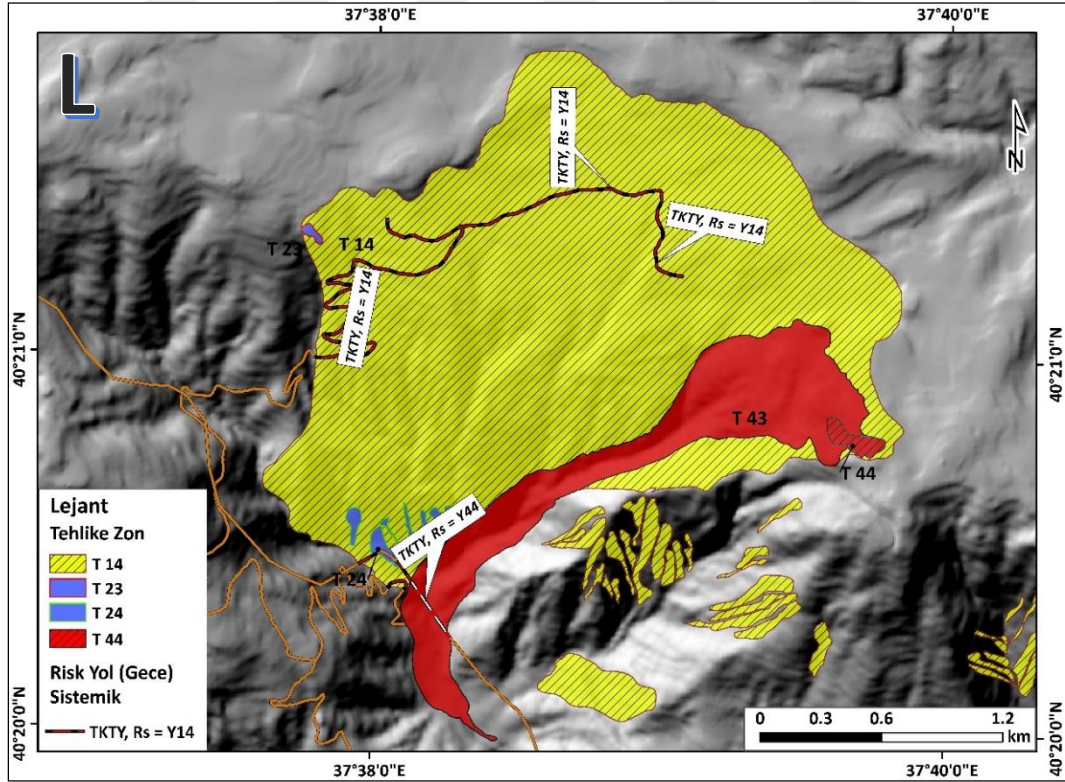 37°38'0"E
37°40'0"E
L
N
TKTY, Rs = Y14
TKTY, Rs = Y14
T 23
T 14
TKTY, Rs = Y14
40°21'0"N
40°21'0"N
T 43
T 44
TKTY, Rs = Y44
T 24
Lejant
Tehlike Zon
T 14
T 23
T 24
T 44
Risk Yol (Gece)
Sistemik
TKTY, Rs = Y14
0 0.3 0.6 1.2
km
40°20'0"N
40°20'0"N
37°38'0"E
37°40'0"E